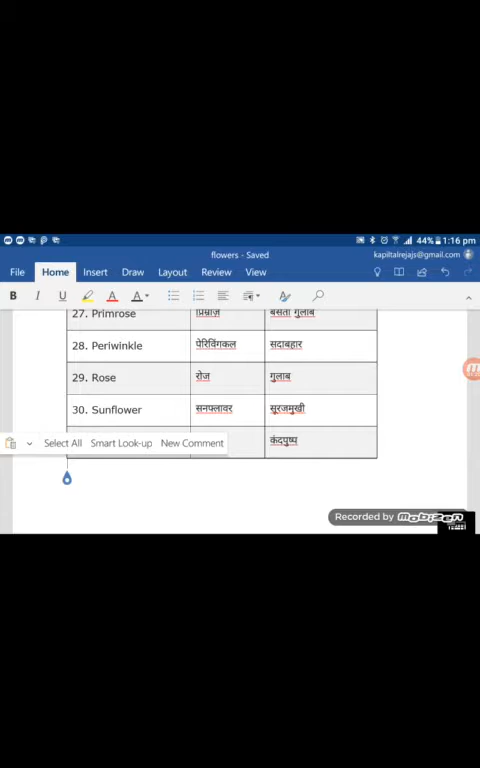 44% 1:16 pm
flowers - Saved
kapiltalrejajs@gmail.com
File Home Insert Draw Layout Review View
B I U A A
27. Primrose प्रिम्रोज़ बसंती गुलाब
28. Periwinkle पेरिविंगकल सदाबहार
29. Rose रोज गुलाब
30. Sunflower सनफ्लावर सूरजमुखी
कंदपुष्प
Select All Smart Look-up New Comment
Recorded by mobizen